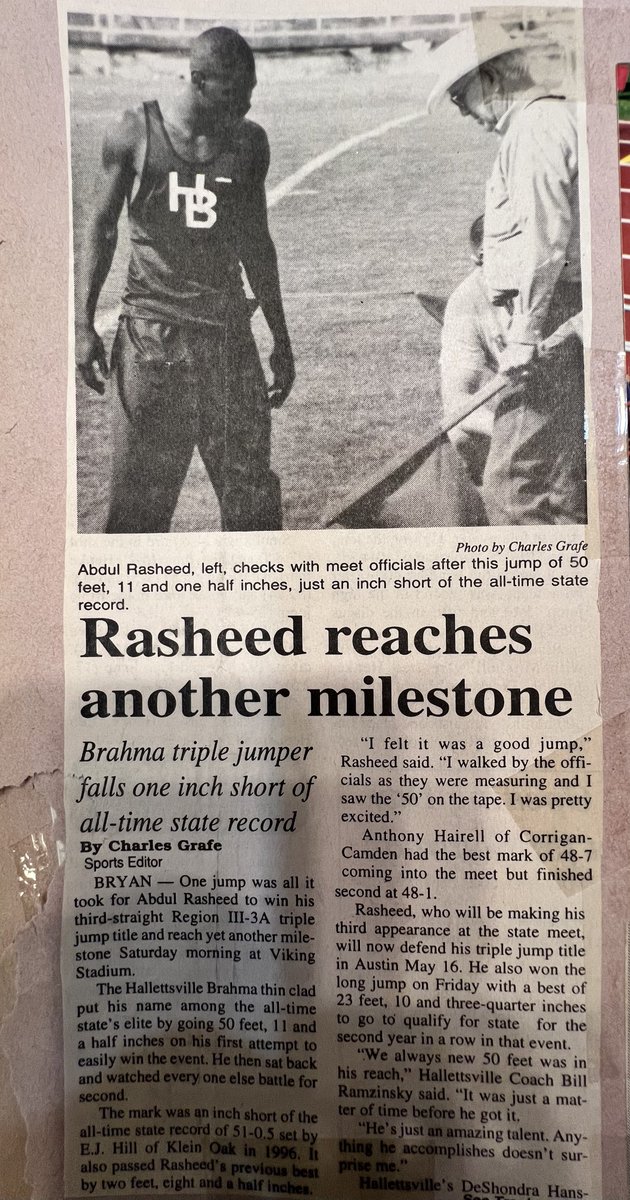 HB
Photo by Charles Grafe
Abdul Rasheed, left, checks with meet officials after this jump of 50
feet, 11 and one half inches, just an inch short of the all-time state
record.
Rasheed reaches
another milestone
Brahma triple jumper
falls one inch short of
all-time state record
By Charles Grafe
Sports Editor
BRYAN — One jump was all it
took for Abdul Rasheed to win his
third-straight Region III-3A triple
jump title and reach yet another mile-
stone Saturday morning at Viking
Stadium.
The Hallettsville Brahma thin clad
put his name among the all-time
state's elite by going 50 feet, 11 and
a half inches on his first attempt to
easily win the event. He then sat back
and watched every one else battle for
second.
The mark was an inch short of the
all-time state record of 51-0.5 set by
E.J. Hill of Klein Oak in 1996. It
also passed Rasheed's previous best
by two feet, eight and a half inches.
"I felt it was a good jump,"
Rasheed said. "I walked by the offi-
cials as they were measuring and I
saw the '50' on the tape. I was pretty
excited."
Anthony Hairell of Corrigan-
Camden had the best mark of 48-7
coming into the meet but finished
second at 48-1.
Rasheed, who will be making his
third appearance at the state meet,
will now defend his triple jump title
in Austin May 16. He also won the
long jump on Friday with a best of
23 feet, 10 and three-quarter inches
to go to qualify for state for the
second year in a row in that event.
"We always new 50 feet was in
his reach," Hallettsville Coach Bill
Ramzinsky said. "It was just a mat-
ter of time before he got it.
"He's just an amazing talent. Any-
thing he accomplishes doesn't sur-
prise me."
Hallettsville's DeShondra Hans-